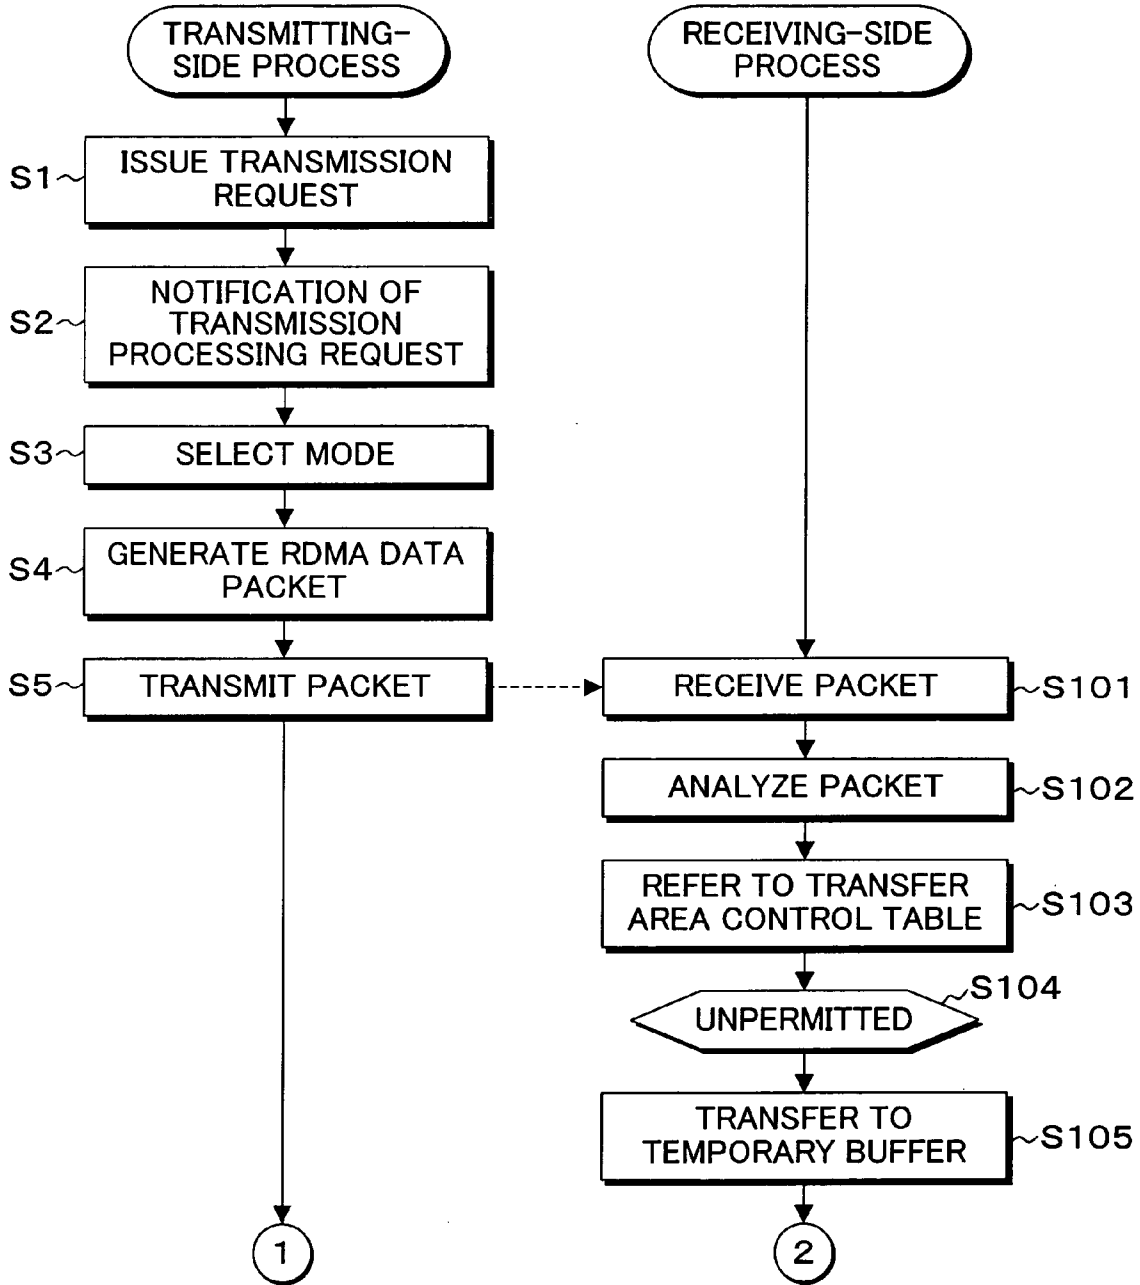 TRANSMITTING-
SIDE PROCESS
S1
ISSUE TRANSMISSION
REQUEST
S2
NOTIFICATION OF
TRANSMISSION
PROCESSING REQUEST
S3
SELECT MODE
S4
GENERATE RDMA DATA
PACKET
S5
TRANSMIT PACKET
1
RECEIVING-SIDE
PROCESS
RECEIVE PACKET
S101
ANALYZE PACKET
S102
REFER TO TRANSFER
AREA CONTROL TABLE
S103
UNPERMITTED
S104
TRANSFER TO
TEMPORARY BUFFER
S105
2